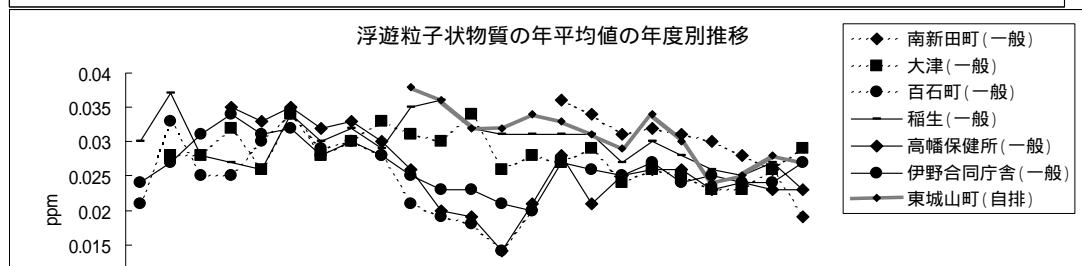 浮遊粒子状物質の年平均値の年度別推移
南新田町(一般)
大津(一般)
百石町(一般)
稲生(一般)
高幡保健所(一般)
伊野合同庁舎(一般)
東城山町(自排)
0.04
0.035
0.03
0.025
0.02
0.015
ppm